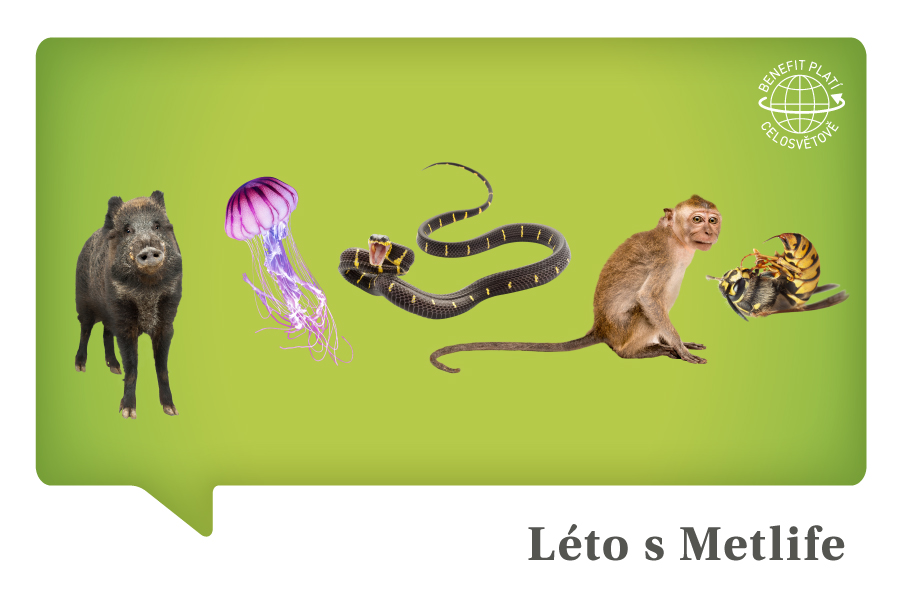 BENEFIT PLATÍ
CELOSVĚTOVĚ
Léto s Metlife